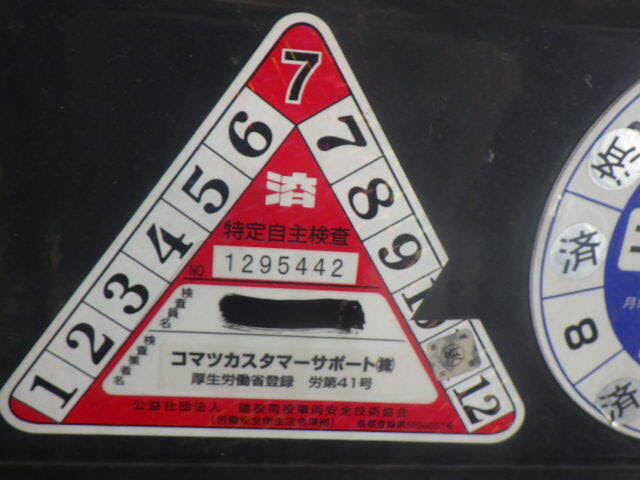 7
6
7
5
8
4
9
3
2
1
12
済
特定自主検査
NO 1295442
検査員名
検査業者名
コマツカスタマーサポート㈱
厚生労働省登録 労第41号
公益社団法人 建設荷役車両安全技術協会
(労働安全衛生法令準拠)
済
済
8
済
月